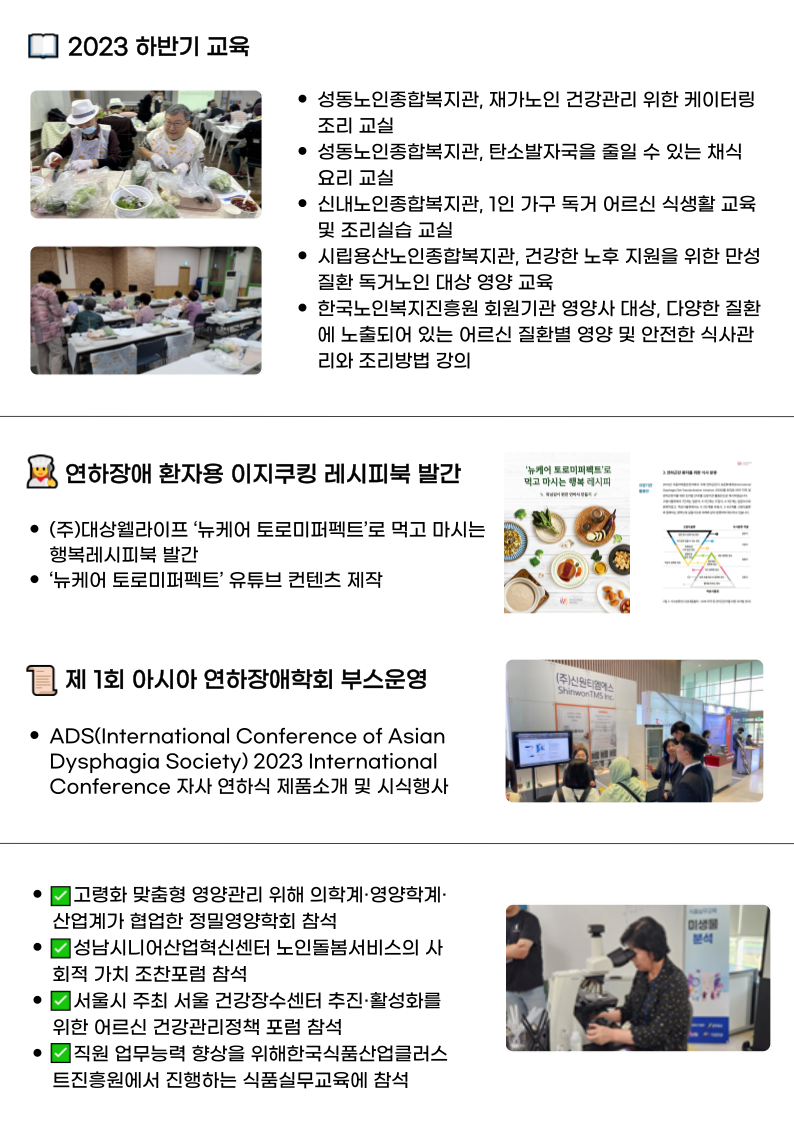 2023 하반기 교육
성동노인종합복지관, 재가노인 건강관리 위한 케이터링
조리 교실
성동노인종합복지관, 탄소발자국을 줄일 수 있는 채식
요리 교실
신내노인종합복지관, 1인 가구 독거 어르신 식생활 교육
및 조리실습 교실
시립용산노인종합복지관, 건강한 노후 지원을 위한 만성
질환 독거노인 대상 영양 교육
한국노인복지진흥원 회원기관 영양사 대상, 다양한 질환
에 노출되어 있는 어르신 질환별 영양 및 안전한 식사관
리와 조리방법 강의
연하장애 환자용 이지쿠킹 레시피북 발간
(주)대상웰라이프 ‘뉴케어 토로미퍼펙트’로 먹고 마시는
행복레시피북 발간
‘뉴케어 토로미퍼펙트’ 유튜브 컨텐츠 제작
‘뉴케어 토로미퍼펙트’로
먹고 마시는 행복 레시피
제 1회 아시아 연하장애학회 부스운영
ADS(International Conference of Asian
Dysphagia Society) 2023 International
Conference 자사 연하식 제품소개 및 시식행사
(주)신원티엠에스
ShinwonTMS Inc.
✅고령화 맞춤형 영양관리 위해 의학계·영양학계·
산업계가 협업한 정밀영양학회 참석
✅성남시니어산업혁신센터 노인돌봄서비스의 사
회적 가치 조찬포럼 참석
✅서울시 주최 서울 건강장수센터 추진·활성화를
위한 어르신 건강관리정책 포럼 참석
✅직원 업무능력 향상을 위해한국식품산업클러스
트진흥원에서 진행하는 식품실무교육에 참석
식품실무교육
미생물
분석